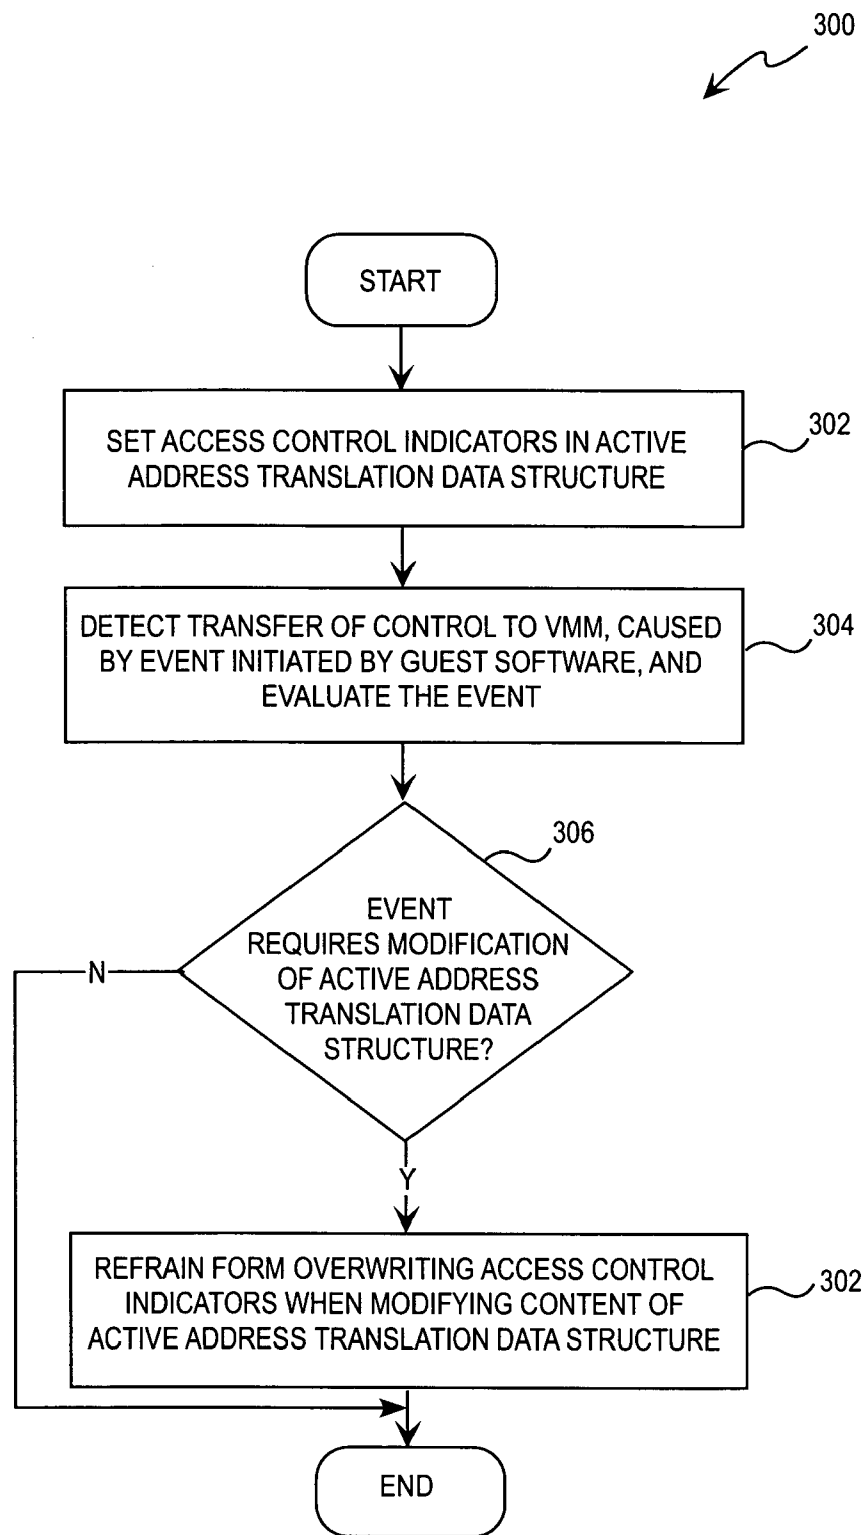 300
START
SET ACCESS CONTROL INDICATORS IN ACTIVE
ADDRESS TRANSLATION DATA STRUCTURE
302
DETECT TRANSFER OF CONTROL TO VMM, CAUSED
BY EVENT INITIATED BY GUEST SOFTWARE, AND
EVALUATE THE EVENT
304
306
EVENT
REQUIRES MODIFICATION
OF ACTIVE ADDRESS
TRANSLATION DATA
STRUCTURE?
N
Y
REFRAIN FORM OVERWRITING ACCESS CONTROL
INDICATORS WHEN MODIFYING CONTENT OF
ACTIVE ADDRESS TRANSLATION DATA STRUCTURE
302
END